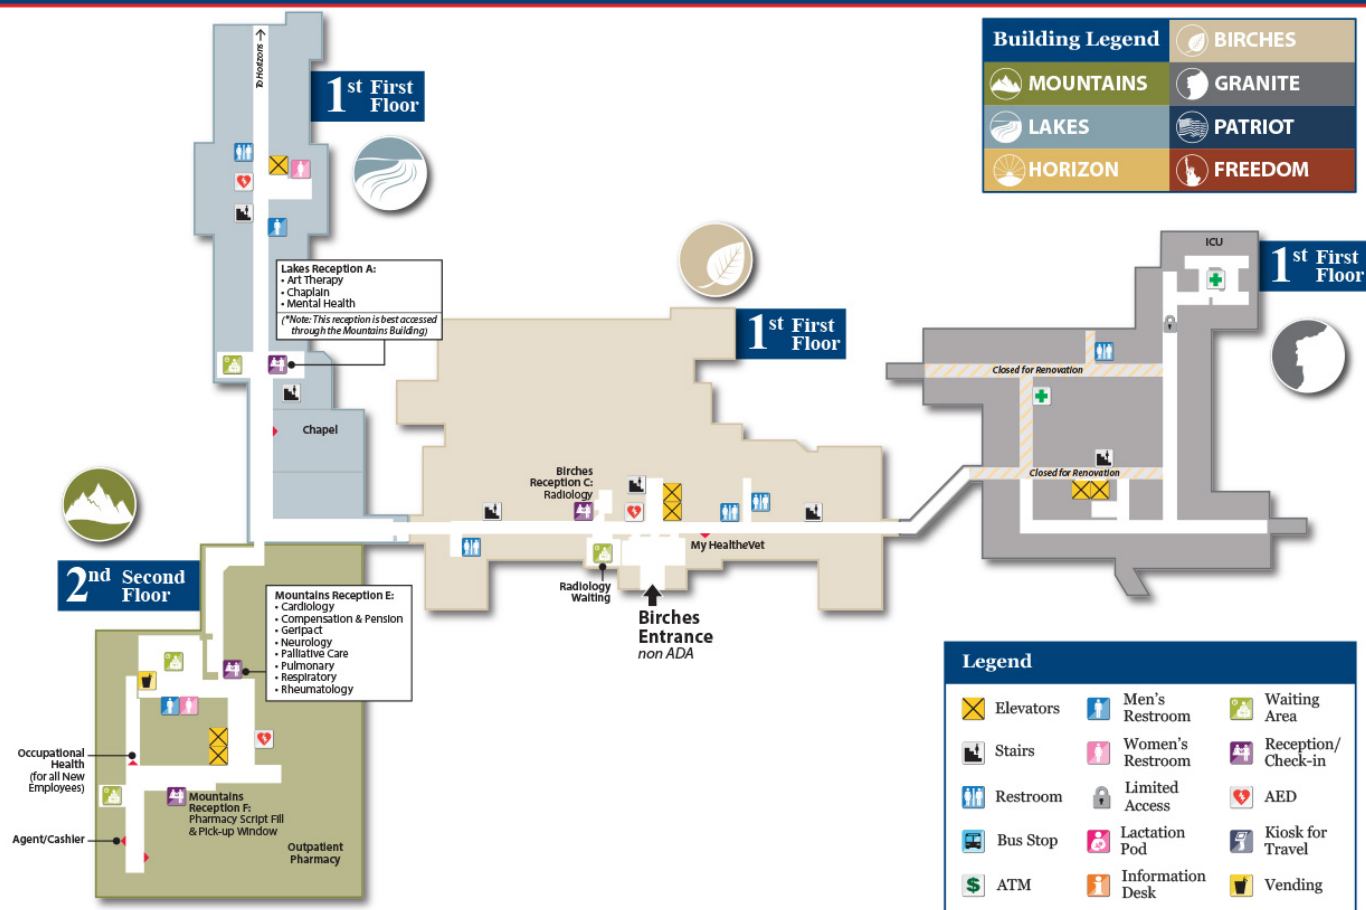 To Horizons
1st First
Floor
Building Legend
BIRCHES
MOUNTAINS
GRANITE
LAKES
PATRIOT
HORIZON
FREEDOM
Lakes Reception A:
• Art Therapy
• Chaplain
• Mental Health
(*Note: This reception is best accessed
through the Mountains Building)
Chapel
1st First
Floor
Birches
Reception C:
Radiology
My HealtheVet
Radiology
Waiting
Birches
Entrance
non ADA
ICU
1st First
Floor
Closed for Renovation
Closed for Renovation
2nd Second
Floor
Mountains Reception E:
• Cardiology
• Compensation & Pension
• Geripact
• Neurology
• Palliative Care
• Pulmonary
• Respiratory
• Rheumatology
Occupational
Health
(for all New
Employees)
Mountains
Reception F:
Pharmacy Script Fill
& Pick-up Window
Agent/Cashier
Outpatient
Pharmacy
Legend
Elevators
Men's
Restroom
Waiting
Area
Stairs
Women's
Restroom
Reception/
Check-in
Restroom
Limited
Access
AED
Bus Stop
Lactation
Pod
Kiosk for
Travel
$ ATM
Information
Desk
Vending